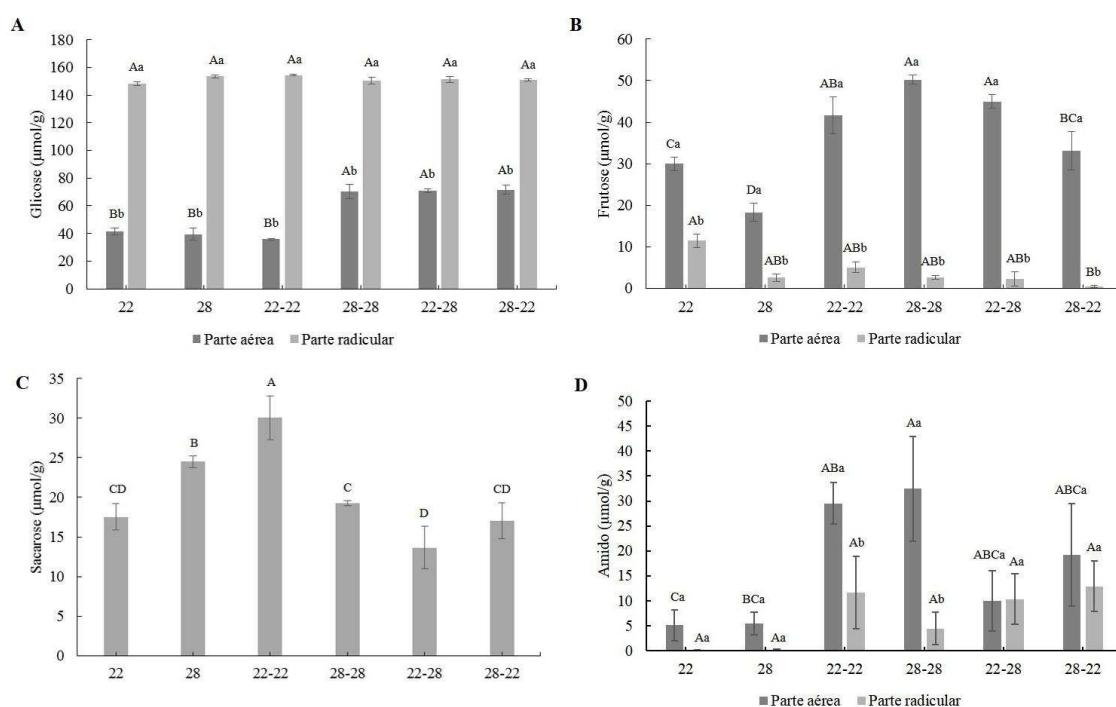 A
Glicose (µmol/g)
180
160
140
120
100
80
60
40
20
0
Aa Aa Aa Aa Aa Aa
Bb Bb Bb Ab Ab Ab
22 28 22-22 28-28 22-28 28-22
Parte aérea Parte radicular
B
Frutose (µmol/g)
60
50
40
30
20
10
0
Ca Da ABa Aa Aa BCa
Ab ABb ABb ABb ABb Bb
22 28 22-22 28-28 22-28 28-22
Parte aérea Parte radicular
C
Sacarose (µmol/g)
35
30
25
20
15
10
5
0
CD B A C D CD
22 28 22-22 28-28 22-28 28-22
D
Amido (µmol/g)
50
45
40
35
30
25
20
15
10
5
0
Ca BCa ABa Aa ABCa ABCa
Aa Aa Ab Ab Aa Aa
22 28 22-22 28-28 22-28 28-22
Parte aérea Parte radicular